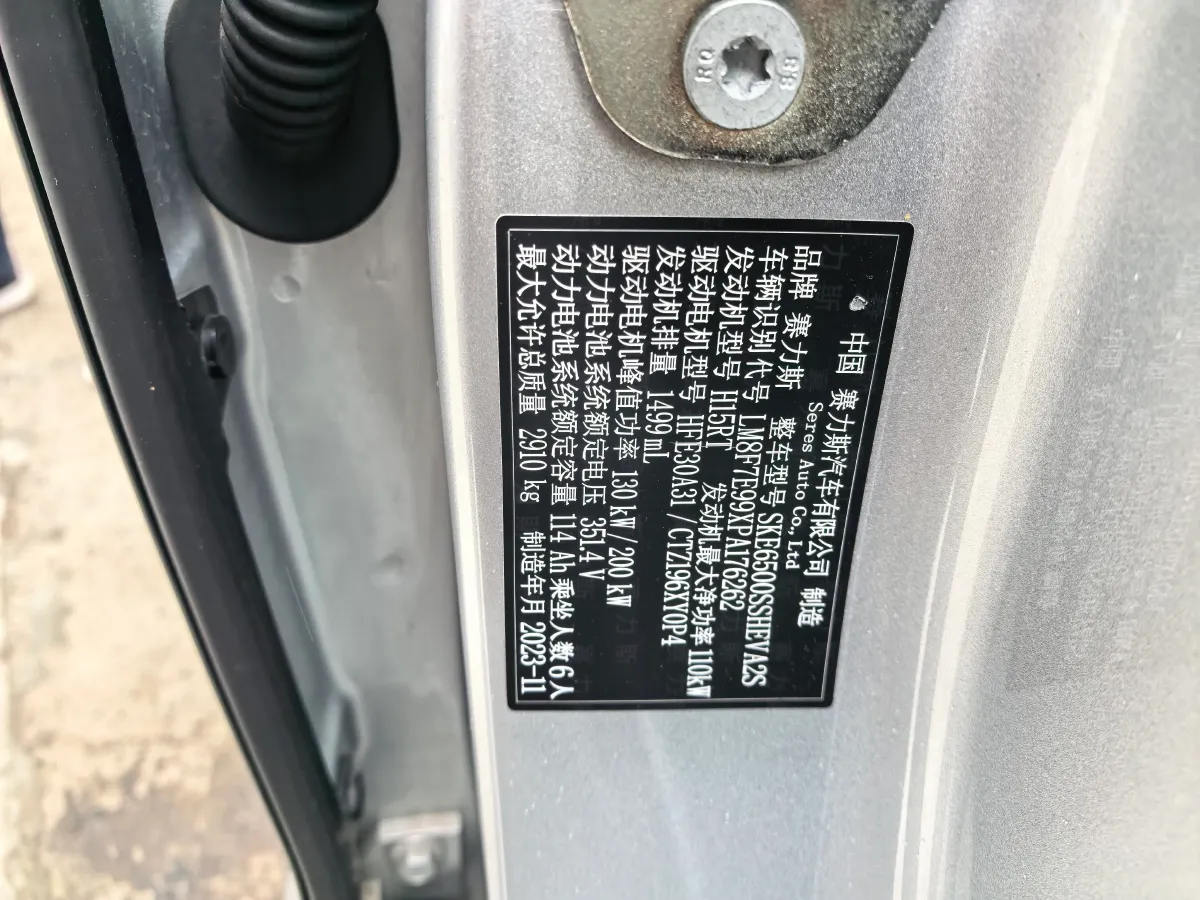 RQ 88
中国 赛力斯汽车有限公司 制造
Seres Auto Co., Ltd
品牌 赛力斯 整车型号 SKE6500SSHEVA2S
车辆识别代号 LM8F7E99XPA176262
发动机型号 H15RT 发动机最大净功率 110kW
驱动电机型号 HFE30A31 / CTZ196XY0P4
发动机排量 1499 mL
驱动电机峰值功率 130 kW / 200 kW
动力电池系统额定电压 351.4 V
动力电池系统额定容量 114 Ah 乘坐人数 6 人
最大允许总质量 2910 kg 制造年月 2023-11